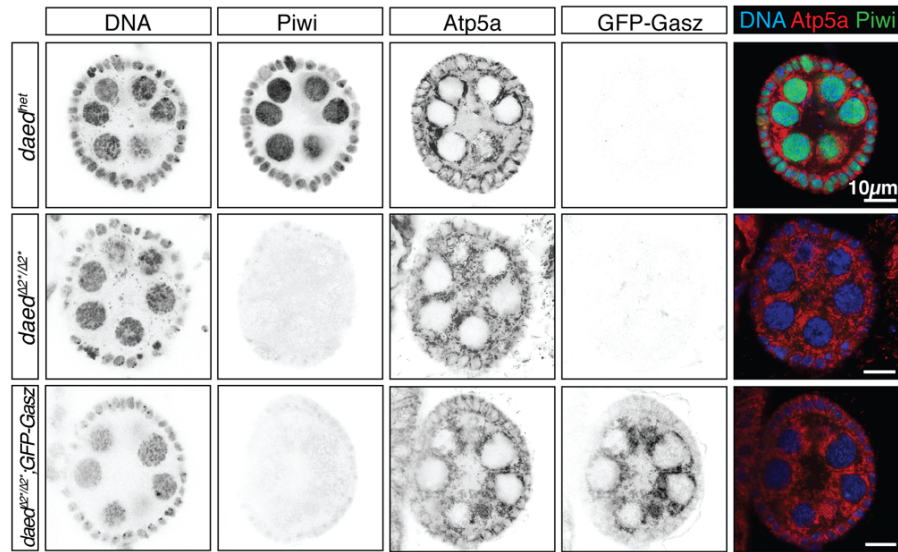 DNA Piwi Atp5a GFP-Gasz DNA Atp5a Piwi
daed^het
10µm
daed^Δ2*/Δ2*
daed^Δ2*/Δ2*;GFP-Gasz